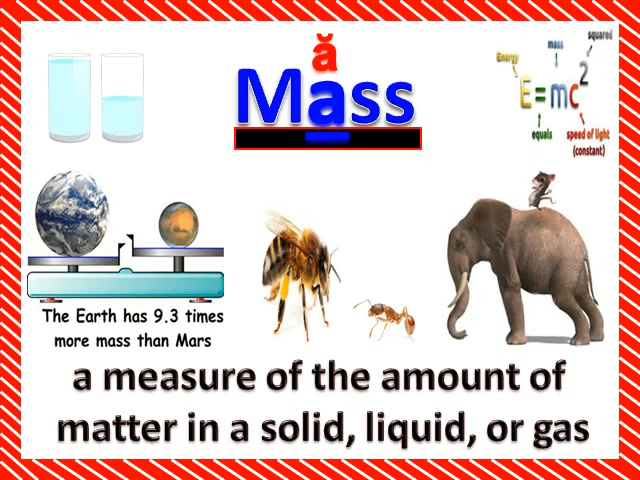 ă
Mass
Energy
mass
squared
E=mc²
equals
speed of light
(constant)
The Earth has 9.3 times
more mass than Mars
a measure of the amount of
matter in a solid, liquid, or gas